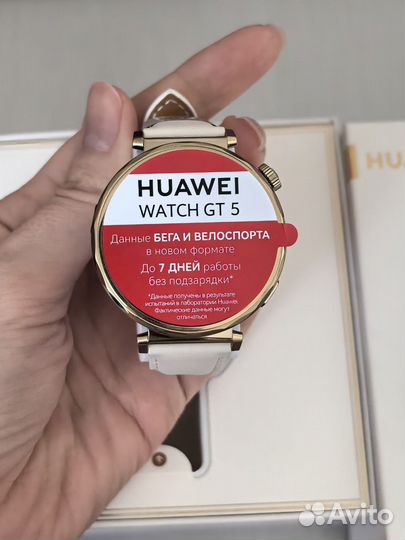 HUAWEI
WATCH GT 5
Данные БЕГА И ВЕЛОСПОРТА
в новом формате
До 7 ДНЕЙ работы
без подзарядки*
*Данные получены в результате
испытаний в лаборатории Huawei.
Фактические данные могут
отличаться.
HU
Avito